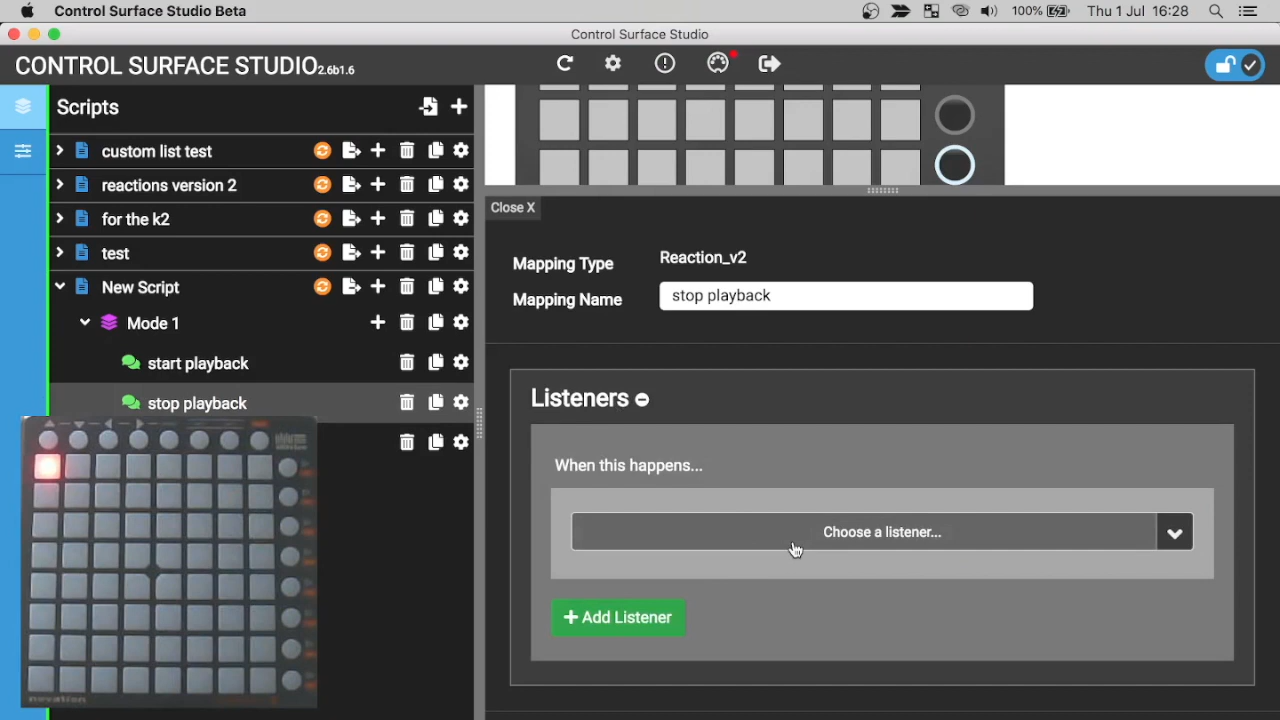 Control Surface Studio Beta
100%
Thu 1 Jul 16:28
Control Surface Studio
CONTROL SURFACE STUDIO2.6b1.6
Scripts
custom list test
reactions version 2
for the k2
test
New Script
Mode 1
start playback
stop playback
Close X
Mapping Type
Reaction_v2
Mapping Name
stop playback
Listeners
When this happens...
Choose a listener...
+ Add Listener
novation